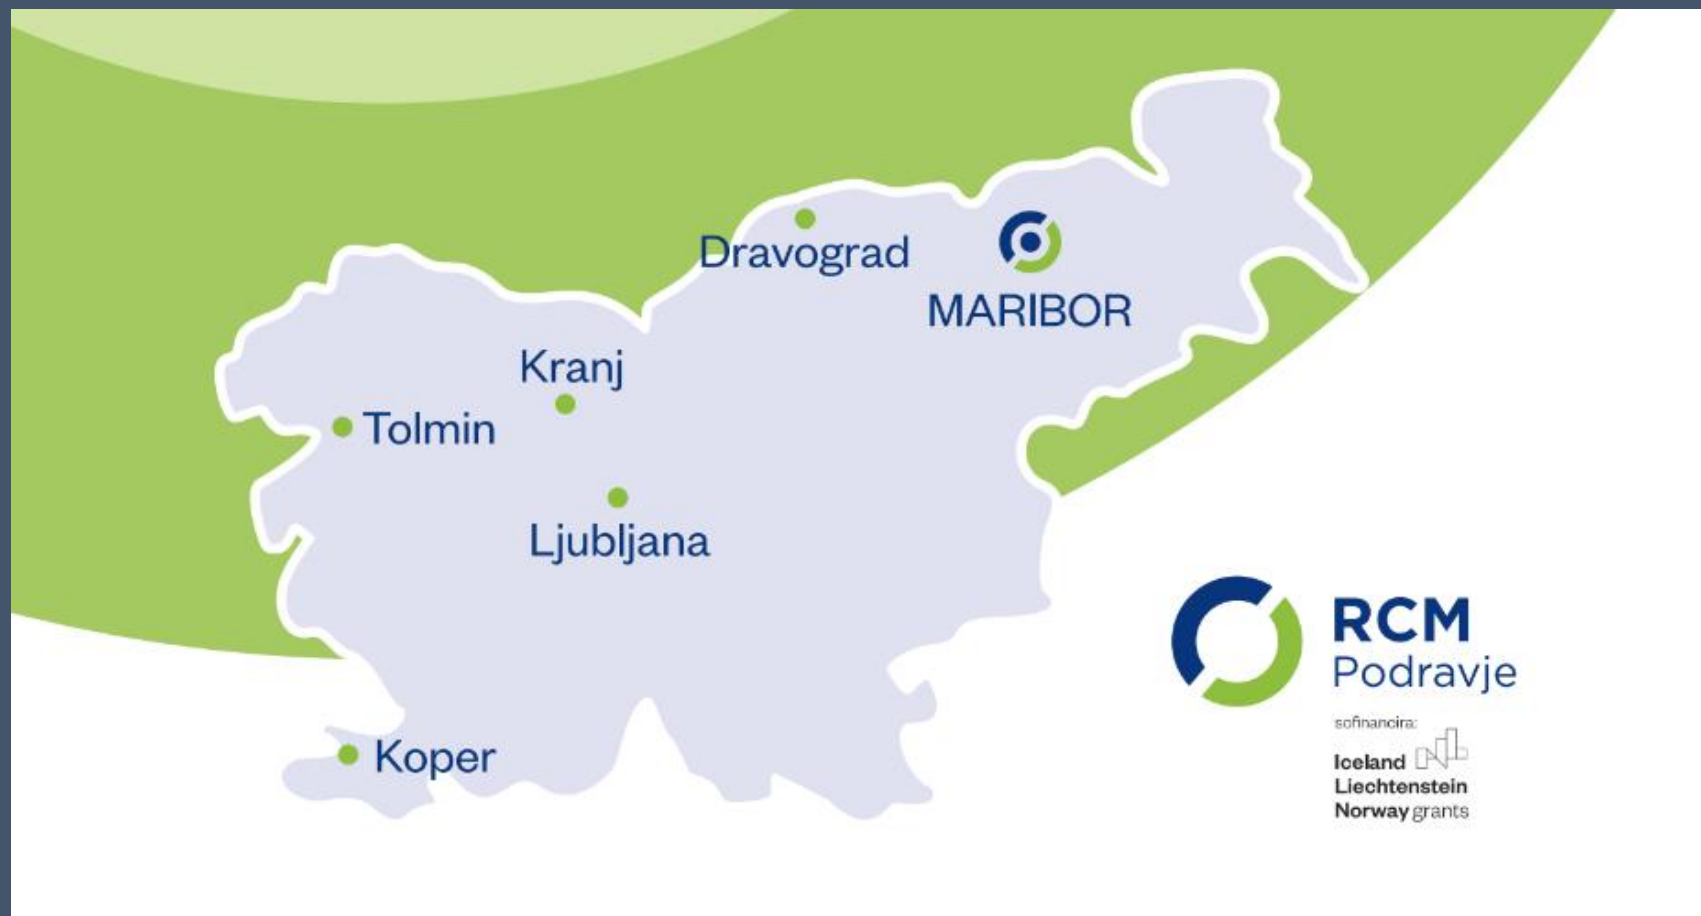 Dravograd
MARIBOR
Kranj
Tolmin
Ljubljana
Koper
RCM
Podravje
sofinancira:
Iceland
Liechtenstein
Norway grants